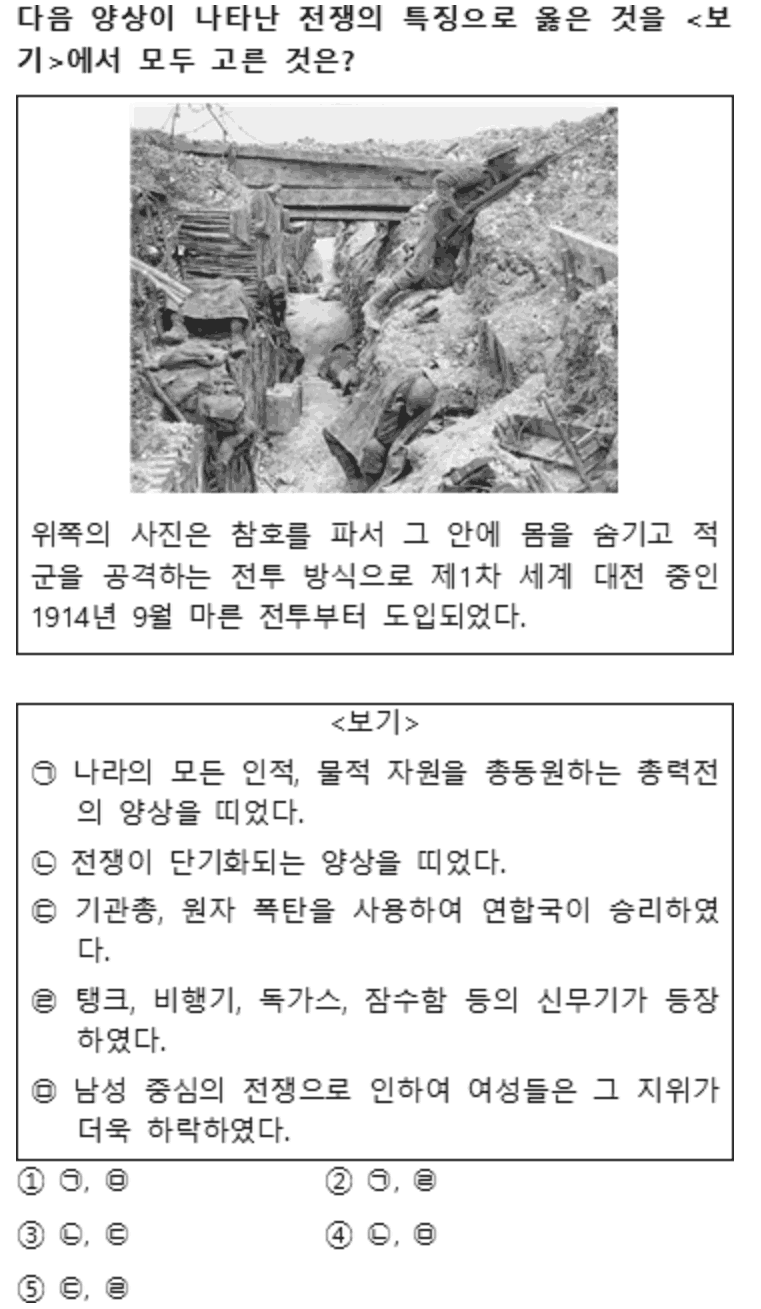 다음 양상이 나타난 전쟁의 특징으로 옳은 것을 <보
기>에서 모두 고른 것은?
위쪽의 사진은 참호를 파서 그 안에 몸을 숨기고 적
군을 공격하는 전투 방식으로 제1차 세계 대전 중인
1914년 9월 마른 전투부터 도입되었다.
<보기>
㉠ 나라의 모든 인적, 물적 자원을 총동원하는 총력전
의 양상을 띠었다.
㉡ 전쟁이 단기화되는 양상을 띠었다.
㉢ 기관총, 원자 폭탄을 사용하여 연합국이 승리하였
다.
㉣ 탱크, 비행기, 독가스, 잠수함 등의 신무기가 등장
하였다.
㉤ 남성 중심의 전쟁으로 인하여 여성들은 그 지위가
더욱 하락하였다.
① ㉠, ㉤ ② ㉠, ㉣
③ ㉡, ㉢ ④ ㉡, ㉤
⑤ ㉢, ㉣